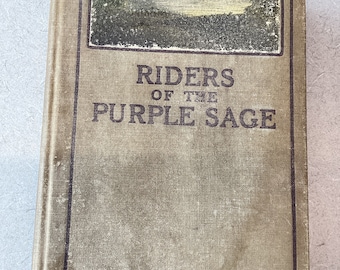 RIDERS
OF THE
PURPLE SAGE